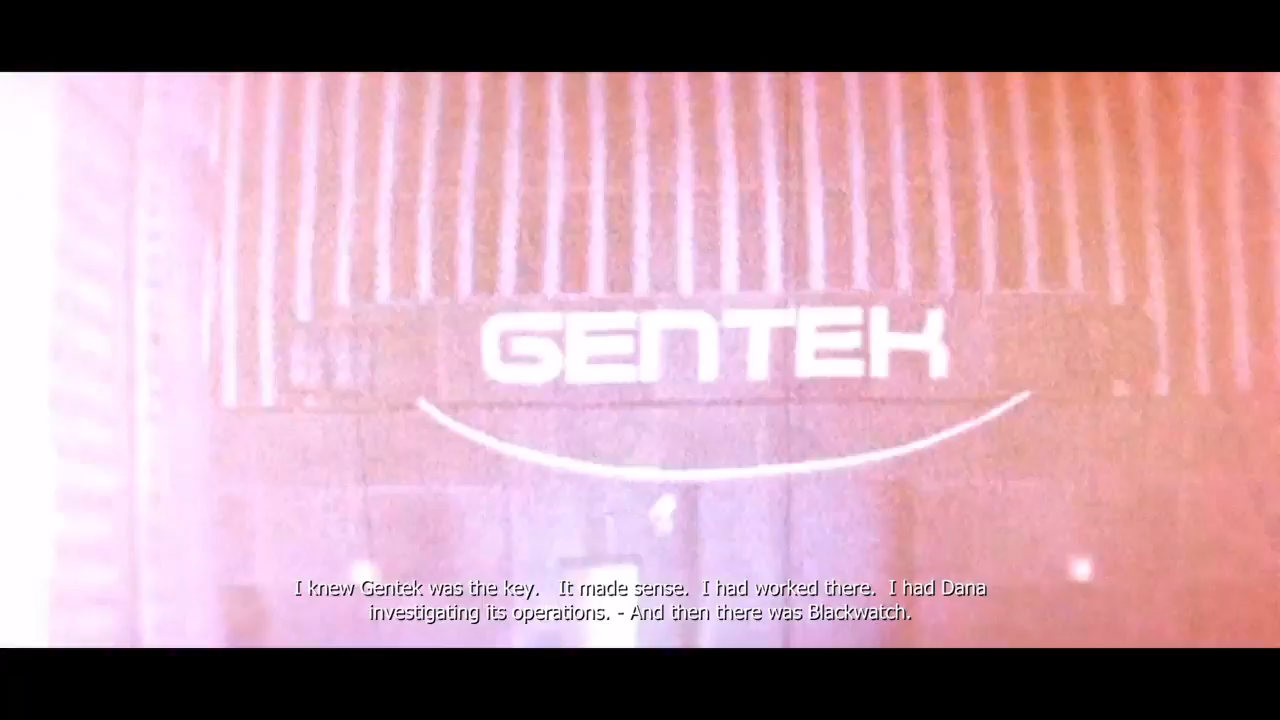 GENTEK
I knew Gentek was the key.   It made sense.  I had worked there.  I had Dana
investigating its operations. - And then there was Blackwatch.